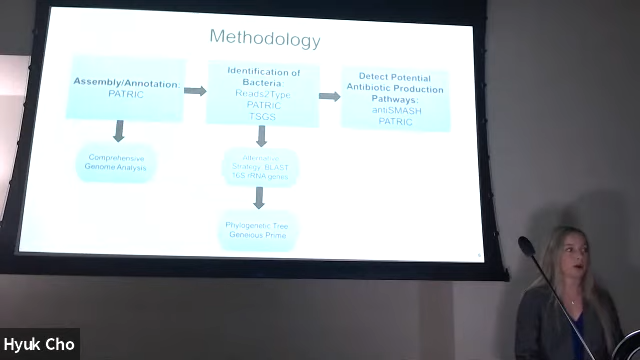 Methodology
Assembly/Annotation:
PATRIC
Identification of
Bacteria:
Reads2Type
PATRIC
TSGS
Detect Potential
Antibiotic Production
Pathways:
antiSMASH
PATRIC
Comprehensive
Genome Analysis
Alternative
Strategy: BLAST
16S rRNA genes
Phylogenetic Tree:
Geneious Prime
Hyuk Cho